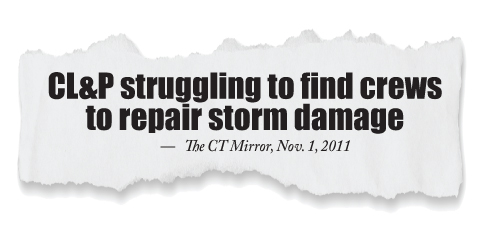 CL&P struggling to find crews
to repair storm damage
— The CT Mirror, Nov. 1, 2011